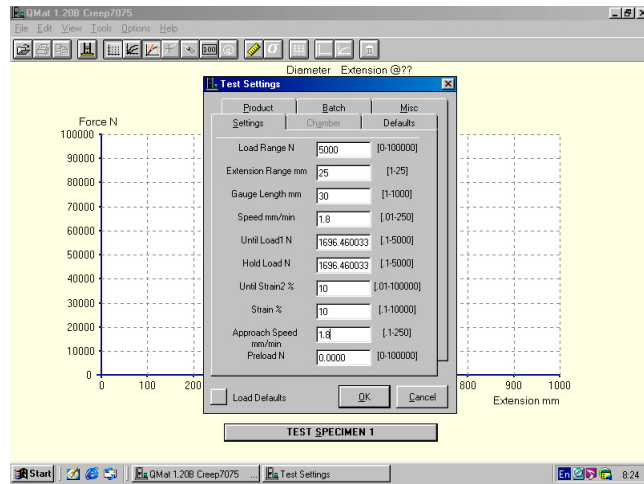 QMat 1.20B Creep7075
File Edit View Tools Options Help
500
Diameter Extension @??
Test Settings
Product Batch Misc
Settings Chamber Defaults
Load Range N 5000 [0-100000]
Extension Range mm 25 [1-25]
Gauge Length mm 30 [1-1000]
Speed mm/min 1.8 [.01-250]
Until Load1 N 1696.460033 [.1-5000]
Hold Load N 1696.460033 [.1-5000]
Until Strain2 % 10 [.01-100000]
Strain % 10 [.1-10000]
Approach Speed mm/min 1.8 [.1-250]
Preload N 0.0000 [0-100000]
Load Defaults OK Cancel
Force N
100000
90000
80000
70000
60000
50000
40000
30000
20000
10000
0
0 100 200 800 900 1000
Extension mm
TEST SPECIMEN 1
Start QMat 1.20B Creep7075 ... Test Settings En 8:24